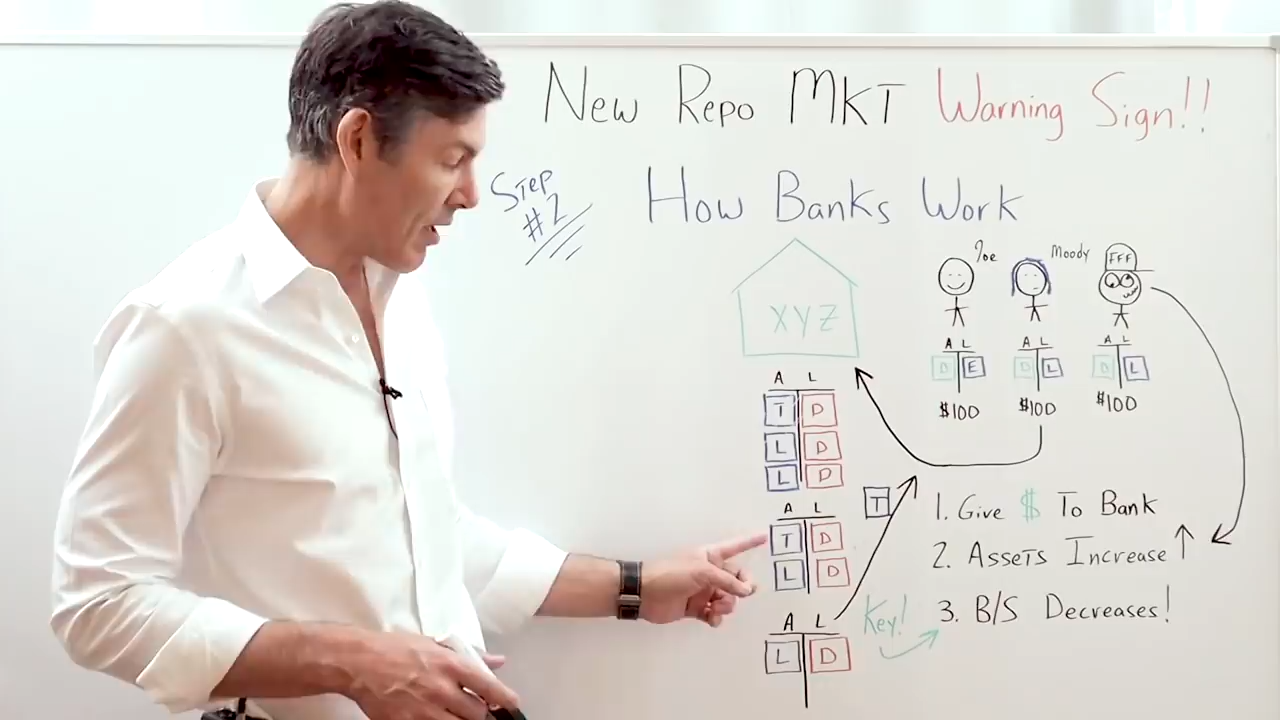 New Repo MKT Warning Sign!!
Step
#2
How Banks Work
XYZ
Joe
Moody
FFF
A L
D E
$100
A L
D L
$100
A L
D L
$100
A L
T D
L D
L D
A L
T D
L D
A L
L D
T
1. Give $ To Bank
2. Assets Increase ↑
Key!
3. B/S Decreases!